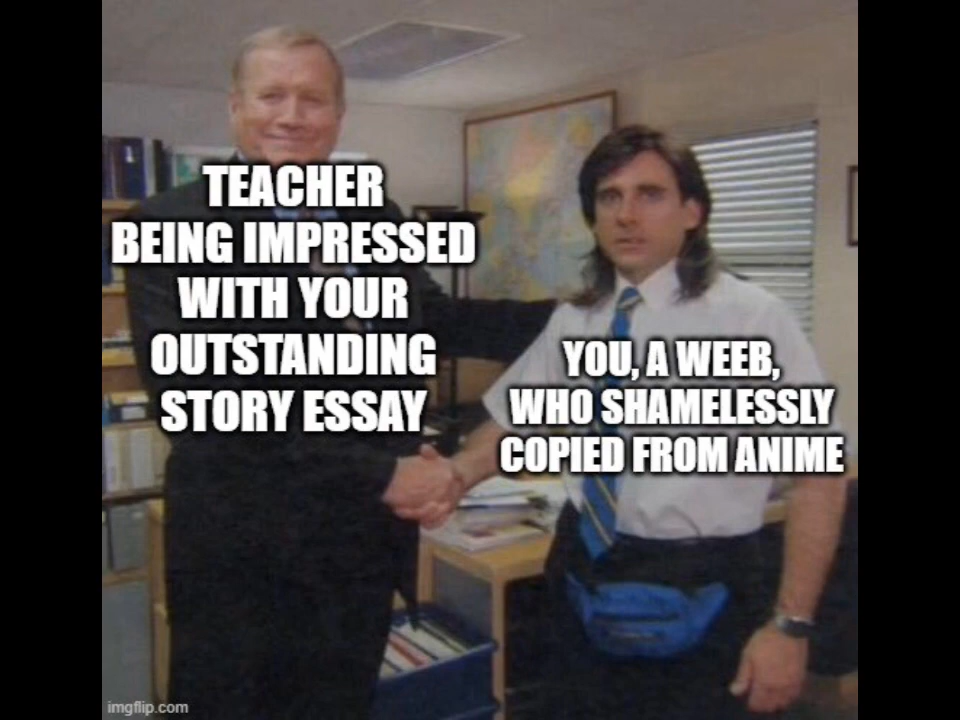 TEACHER
BEING IMPRESSED
WITH YOUR
OUTSTANDING
STORY ESSAY
YOU, A WEEB,
WHO SHAMELESSLY
COPIED FROM ANIME
imgflip.com